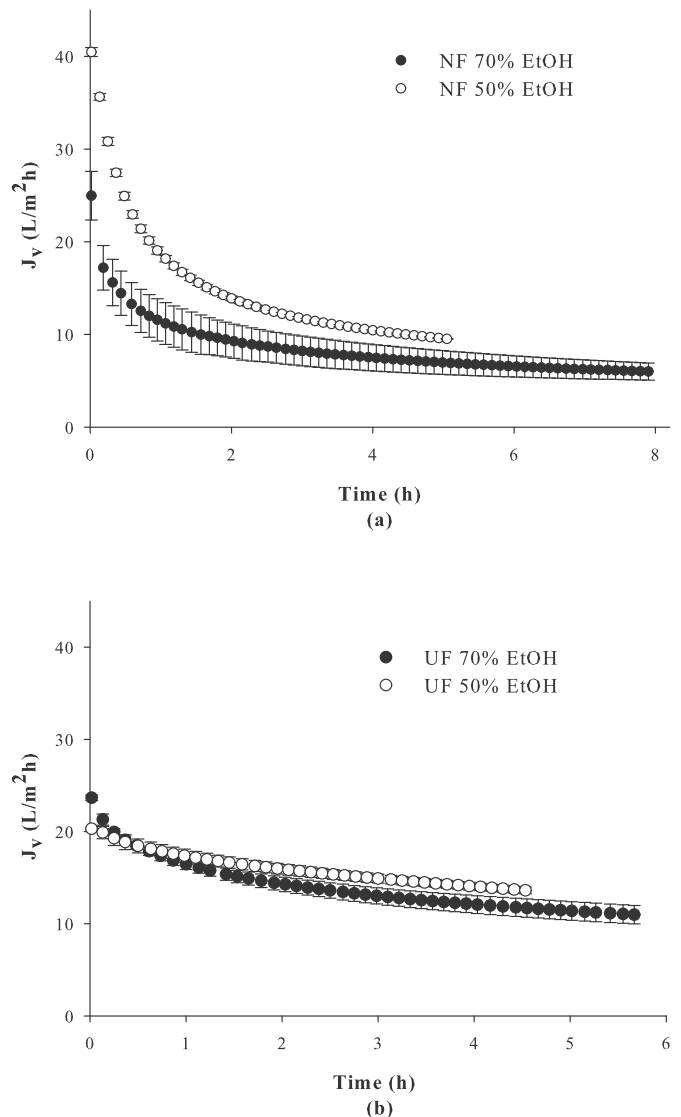 40
30
20
10
0
J_v (L/m²h)
NF 70% EtOH
NF 50% EtOH
0 2 4 6 8
Time (h)
(a)
40
30
20
10
0
J_v (L/m²h)
UF 70% EtOH
UF 50% EtOH
0 1 2 3 4 5 6
Time (h)
(b)